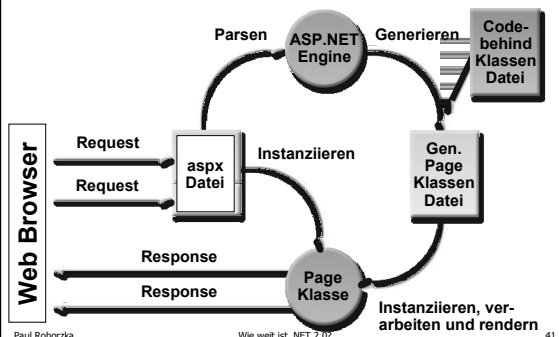 Parsen
ASP.NET
Engine
Generieren
Code-
behind
Klassen
Datei
Web Browser
Request
Request
aspx
Datei
Instanziieren
Gen.
Page
Klassen
Datei
Response
Response
Page
Klasse
Instanziieren, ver-
arbeiten und rendern
Paul Rohorzka
Wie weit ist .NET 2.0?
41